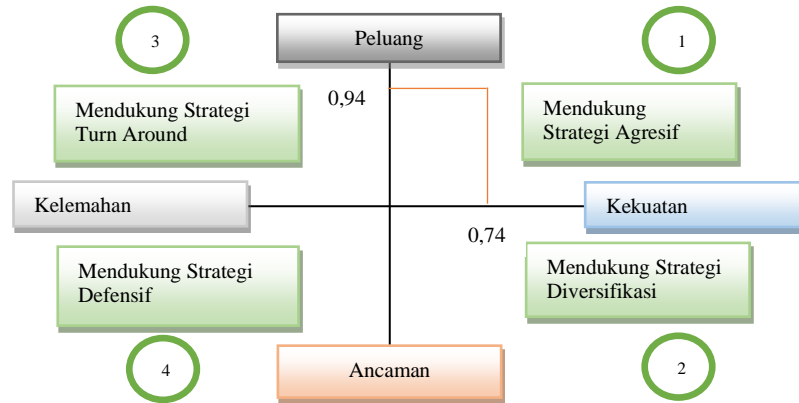 3
Peluang
1
0,94
Mendukung Strategi
Turn Around
Mendukung
Strategi Agresif
Kelemahan
Kekuatan
0,74
Mendukung Strategi
Defensif
Mendukung Strategi
Diversifikasi
4
Ancaman
2